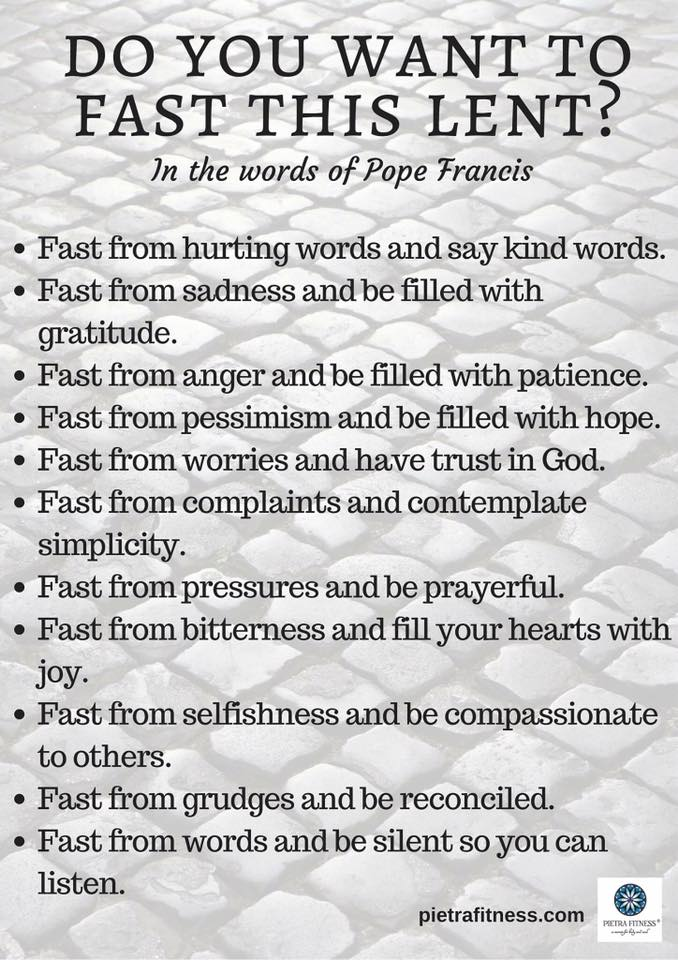 DO YOU WANT TO
FAST THIS LENT?
In the words of Pope Francis
• Fast from hurting words and say kind words.
• Fast from sadness and be filled with
gratitude.
• Fast from anger and be filled with patience.
• Fast from pessimism and be filled with hope.
• Fast from worries and have trust in God.
• Fast from complaints and contemplate
simplicity.
• Fast from pressures and be prayerful.
• Fast from bitterness and fill your hearts with
joy.
• Fast from selfishness and be compassionate
to others.
• Fast from grudges and be reconciled.
• Fast from words and be silent so you can
listen.
pietrafitness.com
PIETRA FITNESS®